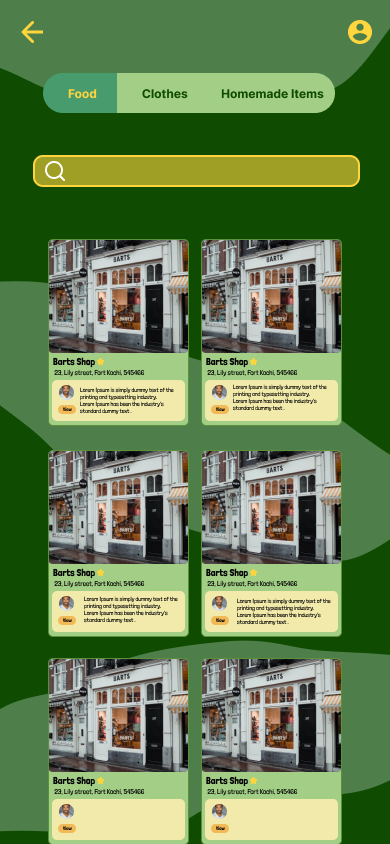 Food Clothes Homemade Items
BARTS BARTS
Barts Shop Barts Shop
23, Lily street, Fort Kochi, 545466 23, Lily street, Fort Kochi, 545466
Lorem Ipsum is simply dummy text of the
printing and typesetting industry.
Lorem Ipsum has been the industry's
standard dummy text .
View
Lorem Ipsum is simply dummy text of the
printing and typesetting industry.
Lorem Ipsum has been the industry's
standard dummy text .
View
BARTS BARTS
Barts Shop Barts Shop
23, Lily street, Fort Kochi, 545466 23, Lily street, Fort Kochi, 545466
Lorem Ipsum is simply dummy text of the
printing and typesetting industry.
Lorem Ipsum has been the industry's
standard dummy text .
View
Lorem Ipsum is simply dummy text of the
printing and typesetting industry.
Lorem Ipsum has been the industry's
standard dummy text .
View
BARTS BARTS
Barts Shop Barts Shop
23, Lily street, Fort Kochi, 545466 23, Lily street, Fort Kochi, 545466
View View